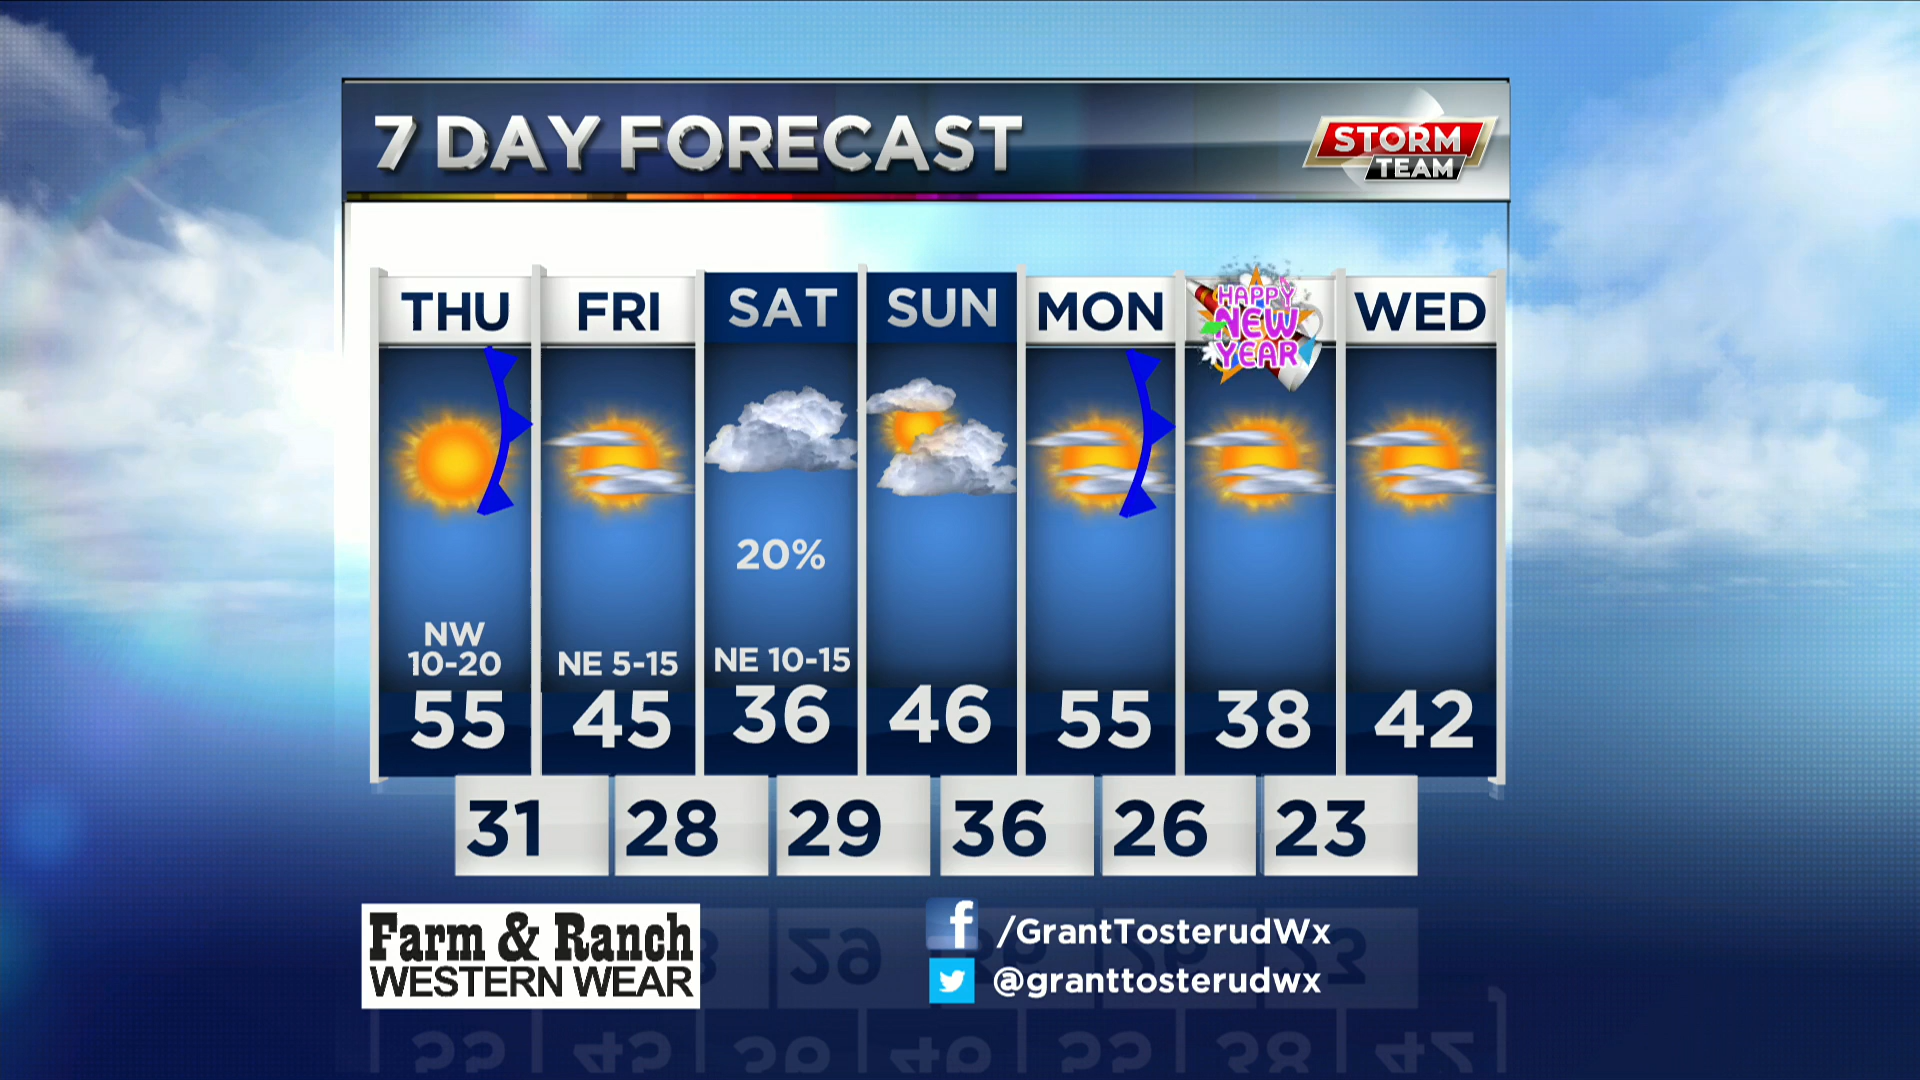 7 DAY FORECAST
STORM
TEAM
THU
FRI
SAT
SUN
MON
HAPPY
NEW
YEAR
WED
20%
NW
10-20
NE 5-15
NE 10-15
55
45
36
46
55
38
42
31
28
29
36
26
23
Farm & Ranch
WESTERN WEAR
f /GrantTosterudWx
@granttosterudwx